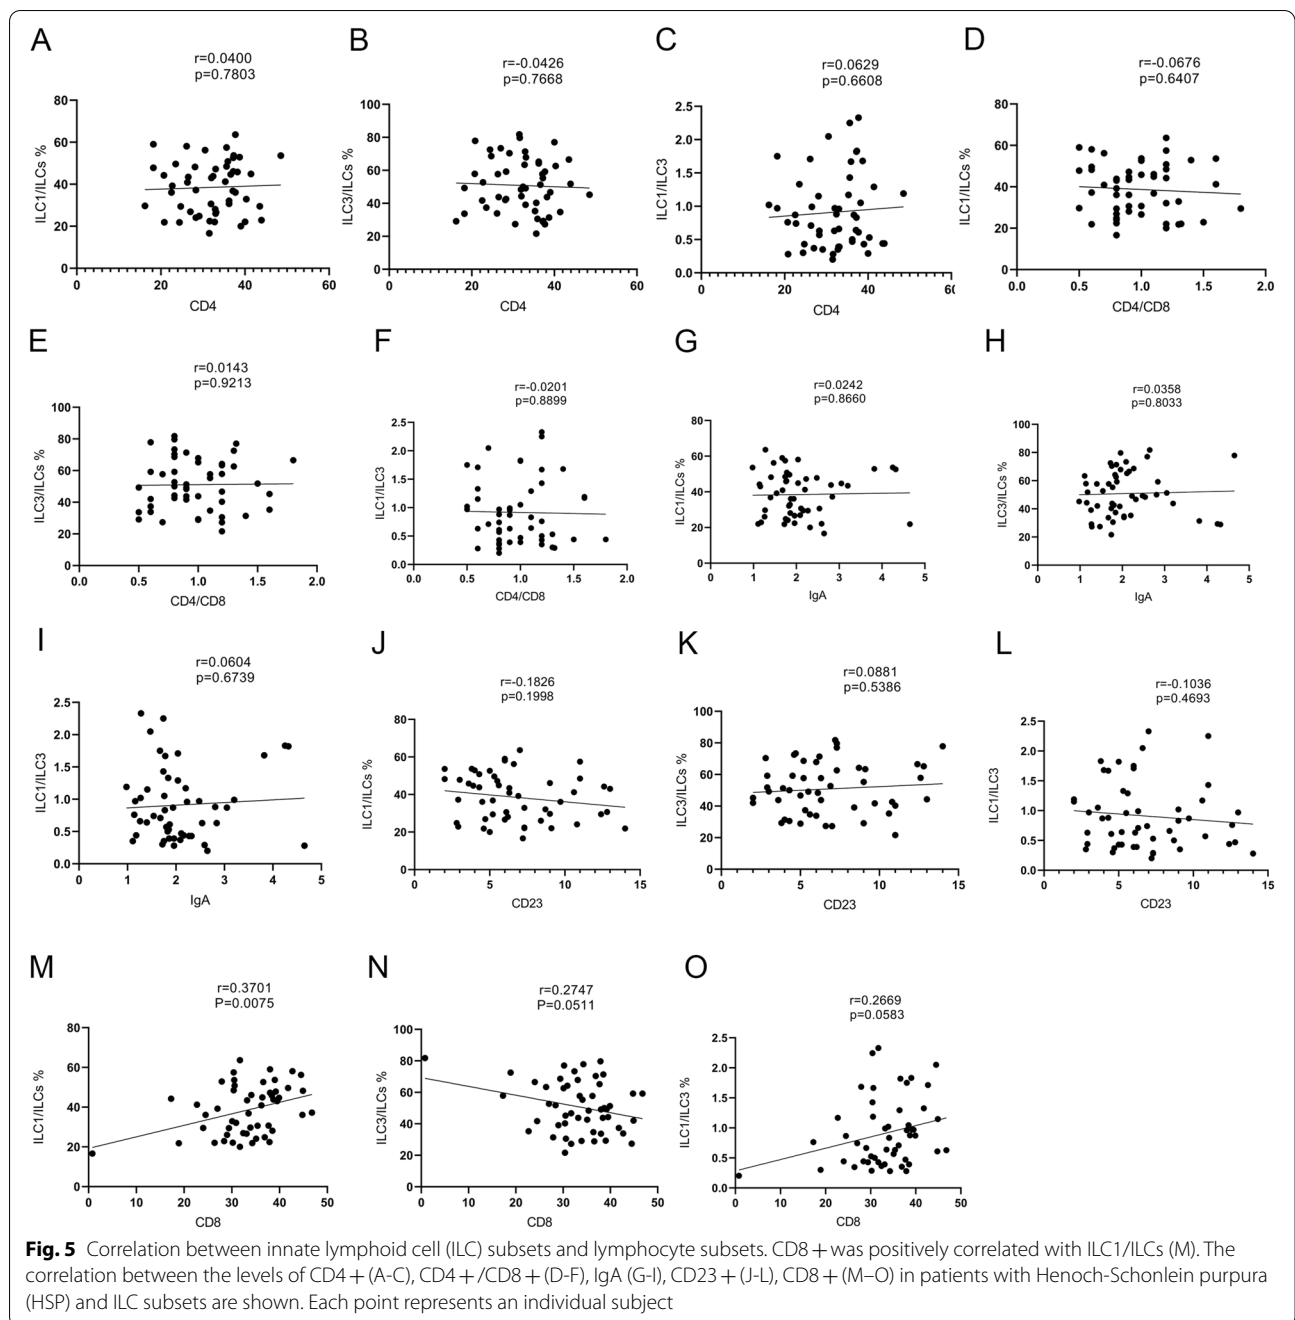 A
r=0.0400
p=0.7803
ILC1/ILCs %
80
60
40
20
0
0 20 40 60
CD4
B
r=-0.0426
p=0.7668
ILC3/ILCs %
100
80
60
40
20
0
0 20 40 60
CD4
C
r=0.0629
p=0.6608
ILC1/ILC3
2.5
2.0
1.5
1.0
0.5
0.0
0 20 40 60
CD4
D
r=-0.0676
p=0.6407
ILC1/ILCs %
80
60
40
20
0
0.0 0.5 1.0 1.5 2.0
CD4/CD8
E
r=0.0143
p=0.9213
ILC3/ILCs %
100
80
60
40
20
0
0.0 0.5 1.0 1.5 2.0
CD4/CD8
F
r=-0.0201
p=0.8899
ILC1/ILC3
2.5
2.0
1.5
1.0
0.5
0.0
0.0 0.5 1.0 1.5 2.0
CD4/CD8
G
r=0.0242
p=0.8660
ILC1/ILCs %
80
60
40
20
0
0 1 2 3 4 5
IgA
H
r=0.0358
p=0.8033
ILC3/ILCs %
100
80
60
40
20
0
0 1 2 3 4 5
IgA
I
r=0.0604
p=0.6739
ILC1/ILC3
2.5
2.0
1.5
1.0
0.5
0.0
0 1 2 3 4 5
IgA
J
r=-0.1826
p=0.1998
ILC1/ILCs %
80
60
40
20
0
0 5 10 15
CD23
K
r=0.0881
p=0.5386
ILC3/ILCs %
100
80
60
40
20
0
0 5 10 15
CD23
L
r=-0.1036
p=0.4693
ILC1/ILC3
2.5
2.0
1.5
1.0
0.5
0.0
0 5 10 15
CD23
M
r=0.3701
P=0.0075
ILC1/ILCs %
80
60
40
20
0
0 10 20 30 40 50
CD8
N
r=0.2747
P=0.0511
ILC3/ILCs %
100
80
60
40
20
0
0 10 20 30 40 50
CD8
O
r=0.2669
p=0.0583
ILC1/ILC3 %
2.5
2.0
1.5
1.0
0.5
0.0
0 10 20 30 40 50
CD8
Fig. 5 Correlation between innate lymphoid cell (ILC) subsets and lymphocyte subsets. CD8 + was positively correlated with ILC1/ILCs (M). The
correlation between the levels of CD4 + (A-C), CD4 +/CD8 + (D-F), IgA (G-I), CD23 + (J-L), CD8 + (M–O) in patients with Henoch-Schonlein purpura
(HSP) and ILC subsets are shown. Each point represents an individual subject